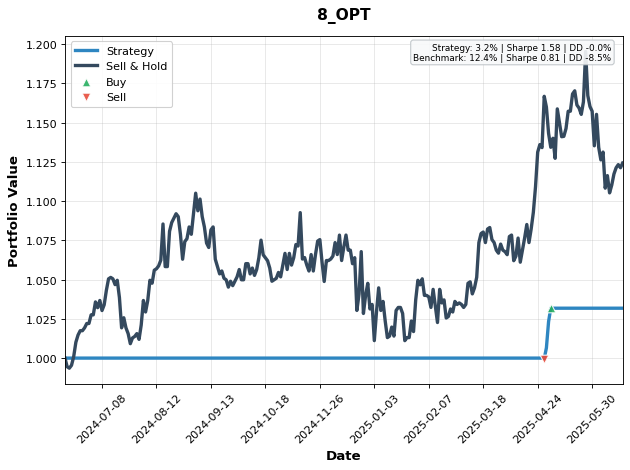 8_OPT
Strategy: 3.2% | Sharpe 1.58 | DD -0.0%
Benchmark: 12.4% | Sharpe 0.81 | DD -8.5%
Strategy
Sell & Hold
Buy
Sell
Portfolio Value
1.200
1.175
1.150
1.125
1.100
1.075
1.050
1.025
1.000
2024-07-08
2024-08-12
2024-09-13
2024-10-18
2024-11-26
2025-01-03
2025-02-07
2025-03-18
2025-04-24
2025-05-30
Date